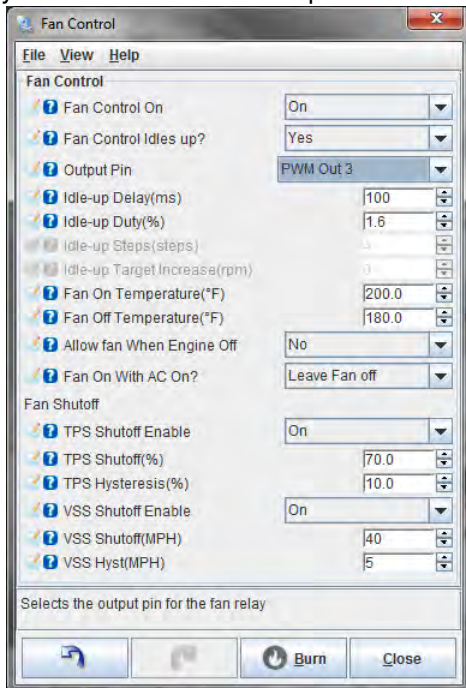 Fan Control
File View Help
Fan Control
Fan Control On On
Fan Control Idles up? Yes
Output Pin PWM Out 3
Idle-up Delay(ms) 100
Idle-up Duty(%) 1.6
Idle-up Steps(steps)
Idle-up Target Increase(rpm)
Fan On Temperature(°F) 200.0
Fan Off Temperature(°F) 180.0
Allow fan When Engine Off No
Fan On With AC On? Leave Fan off
Fan Shutoff
TPS Shutoff Enable On
TPS Shutoff(%) 70.0
TPS Hysteresis(%) 10.0
VSS Shutoff Enable On
VSS Shutoff(MPH) 40
VSS Hyst(MPH) 5
Selects the output pin for the fan relay
Burn Close